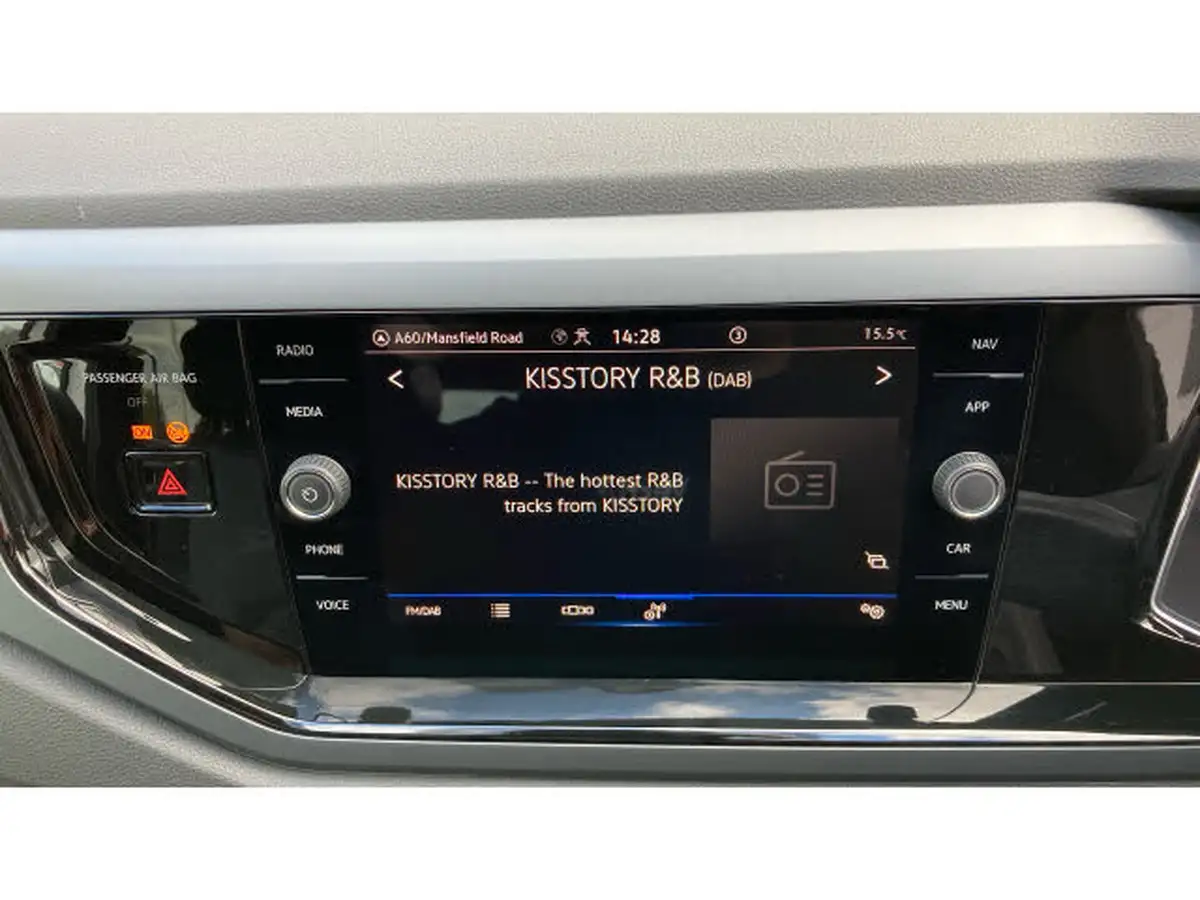 A60/Mansfield Road 14:28 3 15.5°C
RADIO
NAV
PASSENGER AIR BAG
OFF
ON
KISSTORY R&B (DAB)
MEDIA
APP
KISSTORY R&B -- The hottest R&B
tracks from KISSTORY
PHONE
CAR
VOICE
FM/DAB
MENU